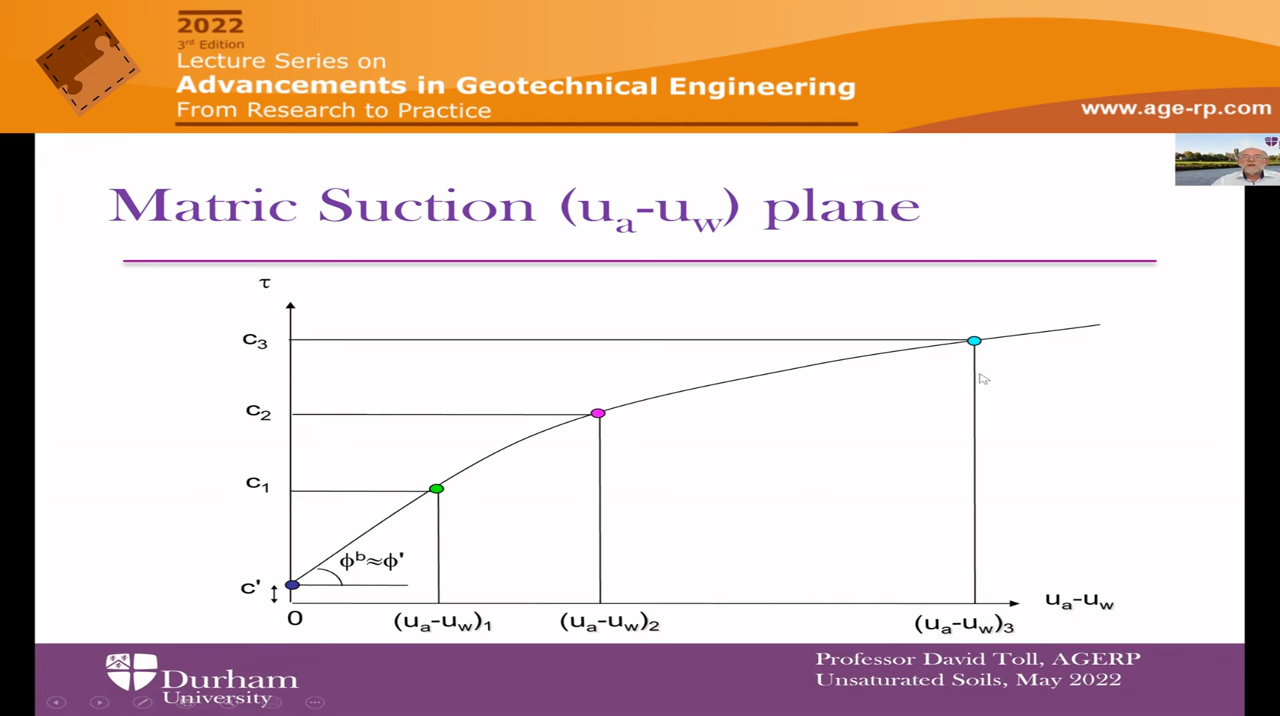 2022
3rd Edition
Lecture Series on
Advancements in Geotechnical Engineering
From Research to Practice
www.age-rp.com
Matric Suction (ua-uw) plane
τ
c3
c2
c1
ϕb≈ϕ'
c'
0
(ua-uw)1
(ua-uw)2
(ua-uw)3
ua-uw
Durham
University
Professor David Toll, AGERP
Unsaturated Soils, May 2022